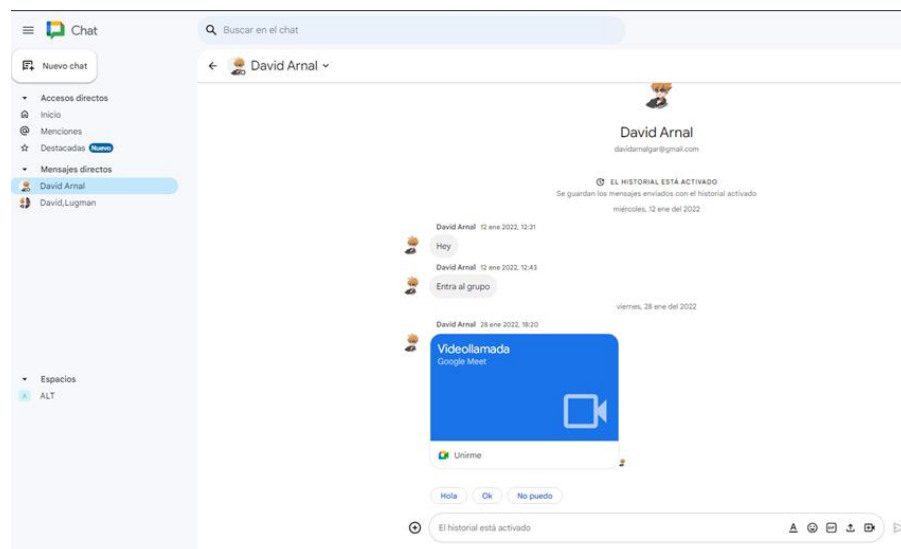 Chat
Buscar en el chat
Nuevo chat
David Arnal
Accesos directos
Inicio
Menciones
Destacadas Nuevo
Mensajes directos
David Arnal
David,Lugman
Espacios
A ALT
David Arnal
davidarnalgar@gmail.com
EL HISTORIAL ESTÁ ACTIVADO
Se guardan los mensajes enviados con el historial activado
miércoles, 12 ene del 2022
David Arnal 12 ene 2022, 12:31
Hey
David Arnal 12 ene 2022, 12:43
Entra al grupo
viernes, 28 ene del 2022
David Arnal 28 ene 2022, 18:20
Videollamada
Google Meet
Unirme
Hola Ok No puedo
El historial está activado